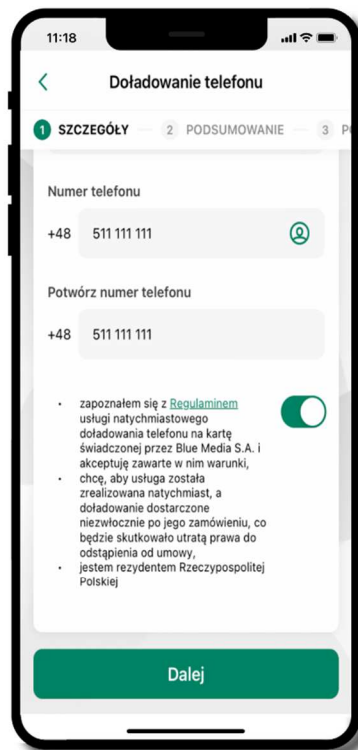 11:18
Doładowanie telefonu
1 SZCZEGÓŁY 2 PODSUMOWANIE 3
Numer telefonu
+48 511 111 111
Potwórz numer telefonu
+48 511 111 111
• zapoznałem się z Regulaminem
usługi natychmiastowego
doładowania telefonu na kartę
świadczonej przez Blue Media S.A. i
akceptuję zawarte w nim warunki,
• chcę, aby usługa została
zrealizowana natychmiast, a
doładowanie dostarczone
niezwłocznie po jego zamówieniu, co
będzie skutkowało utratą prawa do
odstąpienia od umowy,
• jestem rezydentem Rzeczypospolitej
Polskiej
Dalej